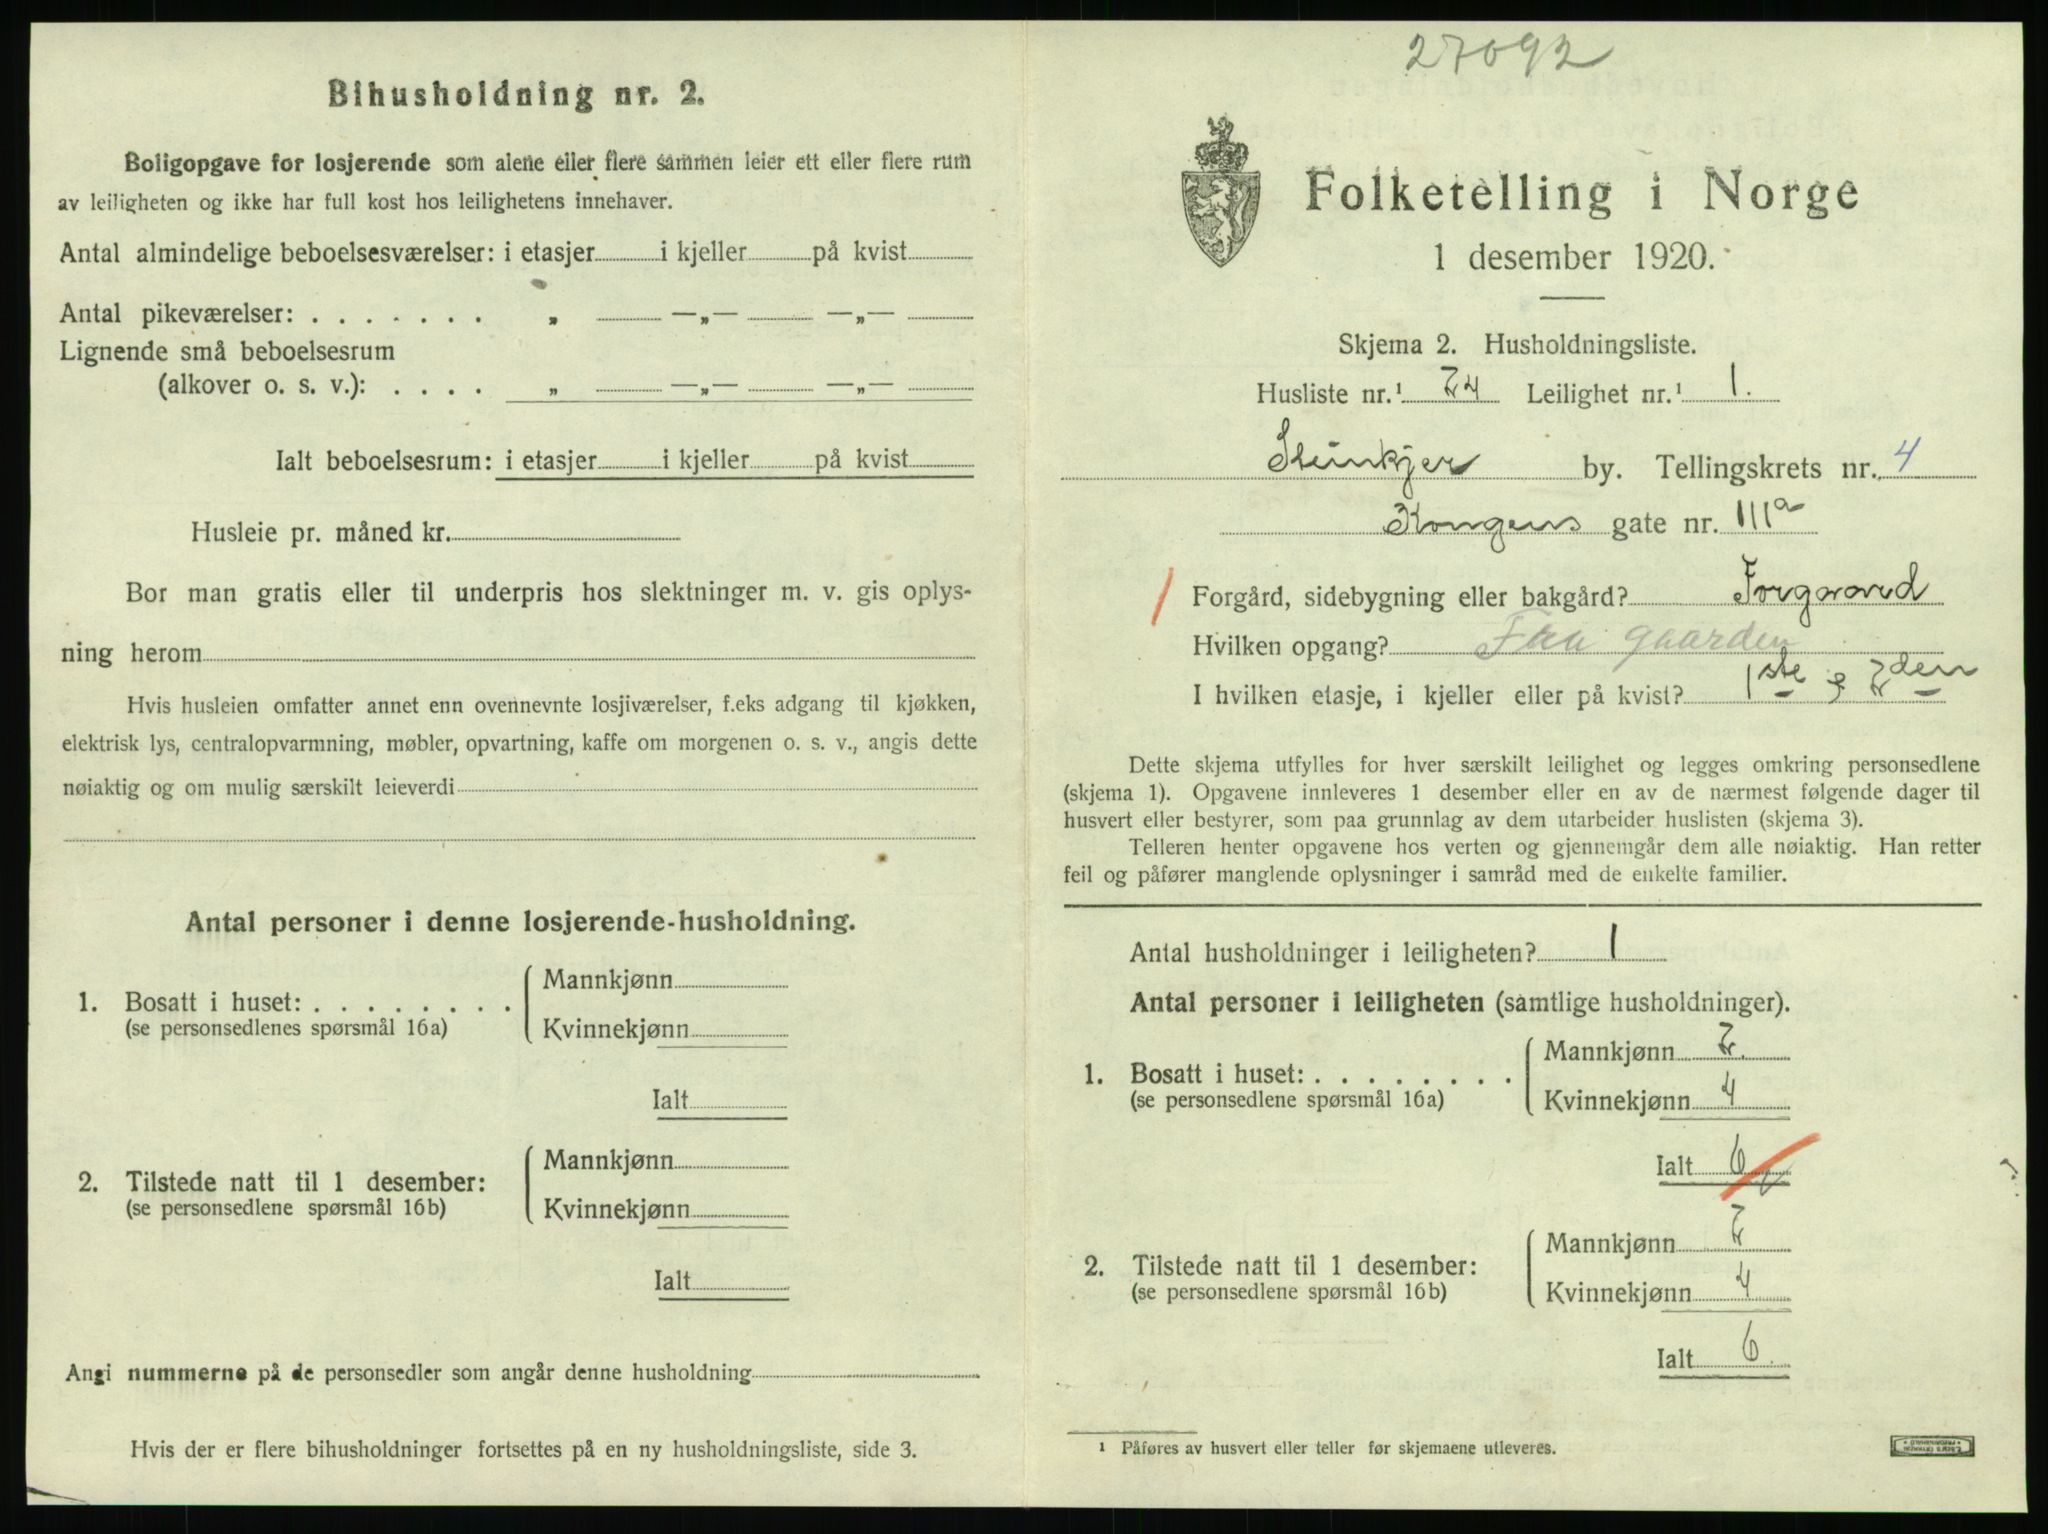 Bihusholdning nr. 2.
Boligopgave for losjerende som alene eller flere sammen leier ett eller flere rum
av leiligheten og ikke har full kost hos leilighetens innehaver.
Antal almindelige beboelsesværelser: i etasjer i kjeller på kvist
Antal pikeværelser: . . . . . . . „ —„— —„—
Lignende små beboelsesrum
(alkover o. s. v.): . . . . „ —„— —„—
Ialt beboelsesrum: i etasjer i kjeller på kvist
Husleie pr. måned kr.
Bor man gratis eller til underpris hos slektninger m. v. gis oplys-
ning herom
Hvis husleien omfatter annet enn ovennevnte losjiværelser, f.eks adgang til kjøkken,
elektrisk lys, centralopvarmning, møbler, opvartning, kaffe om morgenen o. s. v., angis dette
nøiaktig og om mulig særskilt leieverdi
Antal personer i denne losjerende-husholdning.
1. Bosatt i huset: . . . . . . . .
(se personsedlenes spørsmål 16a)
Mannkjønn
Kvinnekjønn
Ialt
2. Tilstede natt til 1 desember:
(se personsedlene spørsmål 16b)
Mannkjønn
Kvinnekjønn
Ialt
Angi nummerne på de personsedler som angår denne husholdning
Hvis der er flere bihusholdninger fortsettes på en ny husholdningsliste, side 3.
27092
Folketelling i Norge
1 desember 1920.
Skjema 2. Husholdningsliste.
Husliste nr.¹ 24 Leilighet nr.¹ 1.
Steinkjer by. Tellingskrets nr. 4
Kongens gate nr. 111a
Forgård, sidebygning eller bakgård? Forgaard
Hvilken opgang? Fra gaarden
I hvilken etasje, i kjeller eller på kvist? 1ste & 2den
Dette skjema utfylles for hver særskilt leilighet og legges omkring personsedlene
(skjema 1). Opgavene innleveres 1 desember eller en av de nærmest følgende dager til
husvert eller bestyrer, som paa grunnlag av dem utarbeider huslisten (skjema 3).
Telleren henter opgavene hos verten og gjennemgår dem alle nøiaktig. Han retter
feil og påfører manglende oplysninger i samråd med de enkelte familier.
Antal husholdninger i leiligheten? 1
Antal personer i leiligheten (samtlige husholdninger).
1. Bosatt i huset: . . . . . . . .
(se personsedlene spørsmål 16a)
Mannkjønn 2.
Kvinnekjønn 4
Ialt 6
2. Tilstede natt til 1 desember:
(se personsedlene spørsmål 16b)
Mannkjønn 2
Kvinnekjønn 4
Ialt 6.
¹ Påføres av husvert eller teller før skjemaene utleveres.